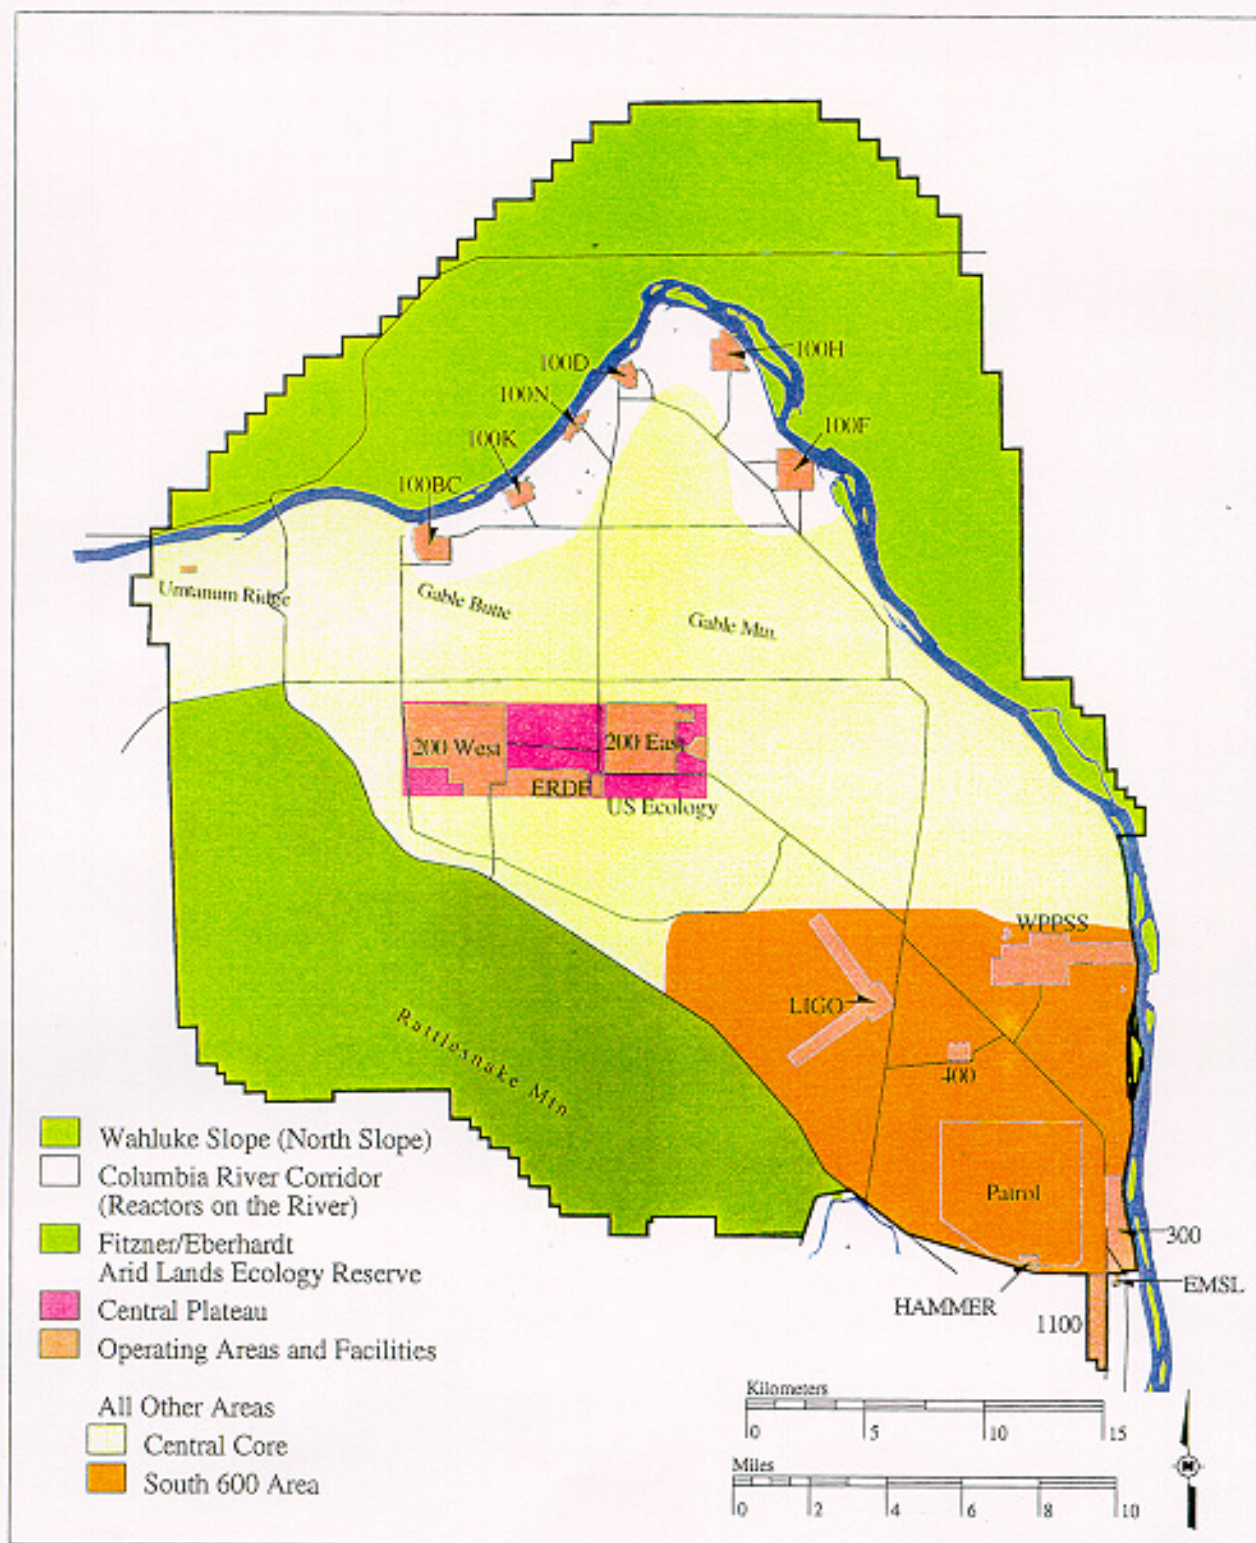 100H
100D
100N
100F
100K
100BC
Umtanum Ridge
Gable Butte
Gable Mtn.
200 West
200 East
ERDF
US Ecology
WPPSS
LIGO
400
Rattlesnake Mtn
Patrol
300
EMSL
HAMMER
1100
Wahluke Slope (North Slope)
Columbia River Corridor
(Reactors on the River)
Fitzner/Eberhardt
Arid Lands Ecology Reserve
Central Plateau
Operating Areas and Facilities
All Other Areas
Central Core
South 600 Area
Kilometers
0 5 10 15
Miles
0 2 4 6 8 10
N